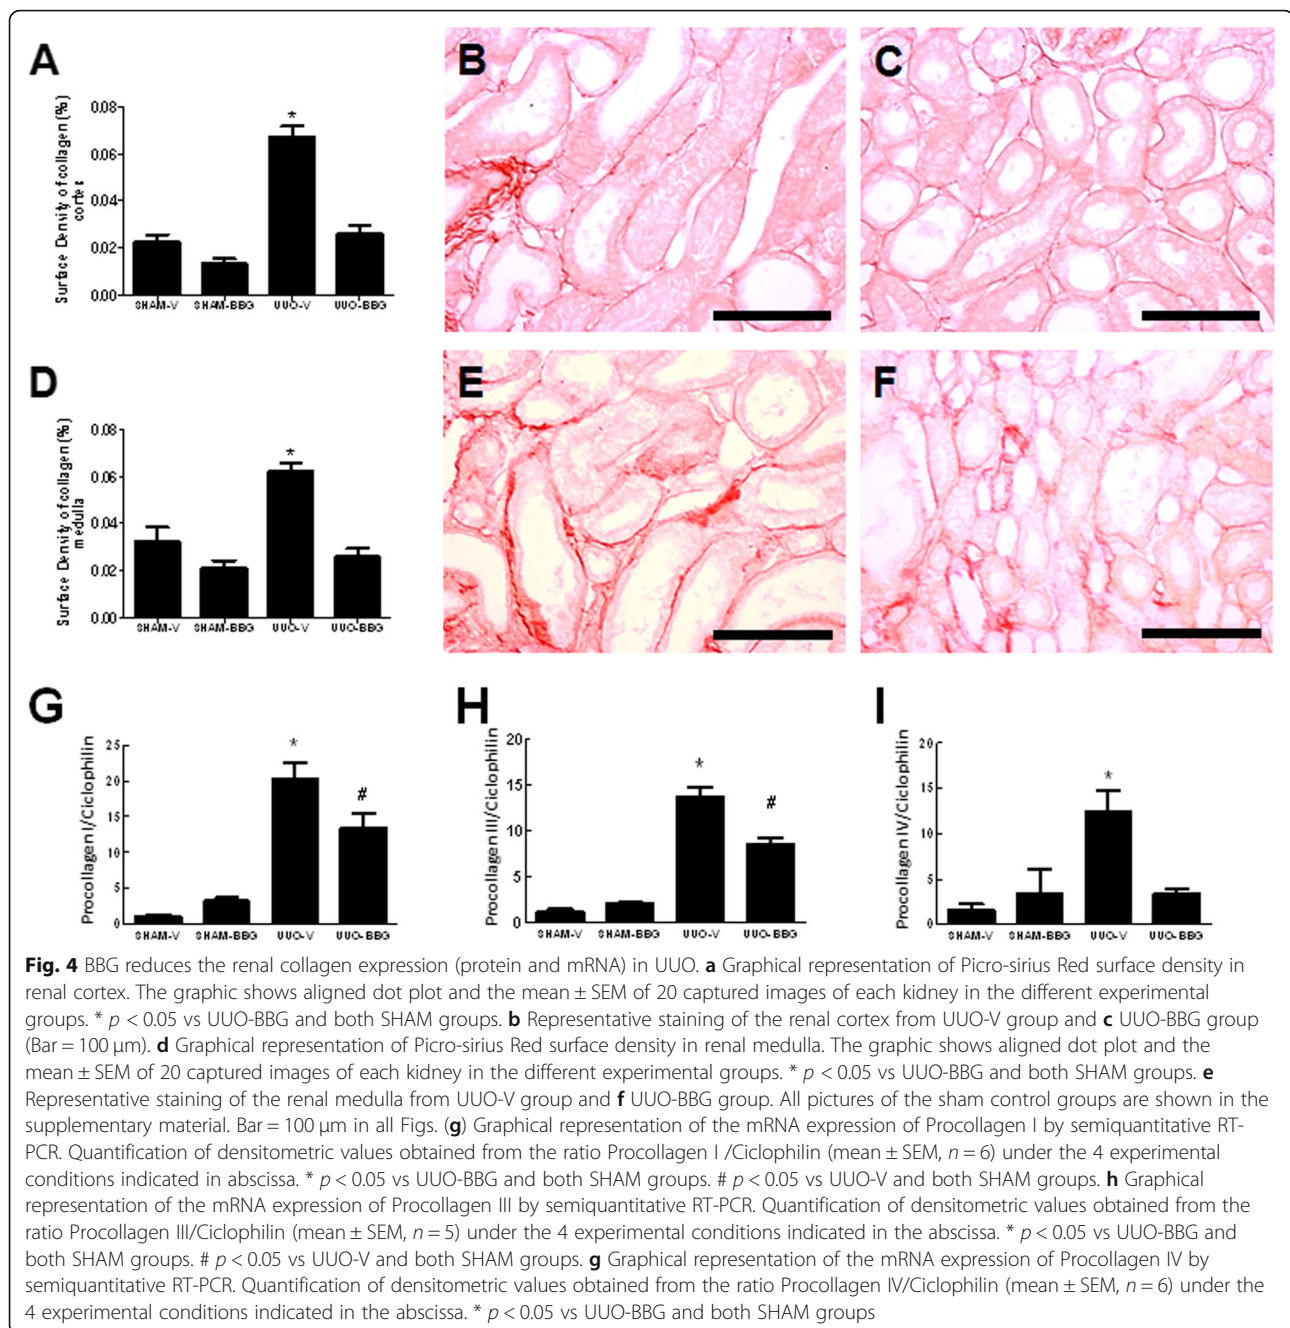 A
Surface Density of collagen (%)
cortex
0.08
0.06
0.04
0.02
0.00
*
SHAM-V SHAM-BBG UUO-V UUO-BBG
B
C
D
Surface Density of collagen (%)
medulla
0.08
0.06
0.04
0.02
0.00
*
SHAM-V SHAM-BBG UUO-V UUO-BBG
E
F
G
Procollagen I/Ciclophilin
25
20
15
10
5
0
*
#
SHAM-V SHAM-BBG UUO-V UUO-BBG
H
Procollagen III/Ciclophilin
20
15
10
5
0
*
#
SHAM-V SHAM-BBG UUO-V UUO-BBG
I
Procollagen IV/Ciclophilin
20
15
10
5
0
*
SHAM-V SHAM-BBG UUO-V UUO-BBG
Fig. 4 BBG reduces the renal collagen expression (protein and mRNA) in UUO. a Graphical representation of Picro-sirius Red surface density in
renal cortex. The graphic shows aligned dot plot and the mean ± SEM of 20 captured images of each kidney in the different experimental
groups. * p < 0.05 vs UUO-BBG and both SHAM groups. b Representative staining of the renal cortex from UUO-V group and c UUO-BBG group
(Bar = 100 μm). d Graphical representation of Picro-sirius Red surface density in renal medulla. The graphic shows aligned dot plot and the
mean ± SEM of 20 captured images of each kidney in the different experimental groups. * p < 0.05 vs UUO-BBG and both SHAM groups. e
Representative staining of the renal medulla from UUO-V group and f UUO-BBG group. All pictures of the sham control groups are shown in the
supplementary material. Bar = 100 μm in all Figs. (g) Graphical representation of the mRNA expression of Procollagen I by semiquantitative RT-
PCR. Quantification of densitometric values obtained from the ratio Procollagen I /Ciclophilin (mean ± SEM, n = 6) under the 4 experimental
conditions indicated in abscissa. * p < 0.05 vs UUO-BBG and both SHAM groups. # p < 0.05 vs UUO-V and both SHAM groups. h Graphical
representation of the mRNA expression of Procollagen III by semiquantitative RT-PCR. Quantification of densitometric values obtained from the
ratio Procollagen III/Ciclophilin (mean ± SEM, n = 5) under the 4 experimental conditions indicated in the abscissa. * p < 0.05 vs UUO-BBG and
both SHAM groups. # p < 0.05 vs UUO-V and both SHAM groups. g Graphical representation of the mRNA expression of Procollagen IV by
semiquantitative RT-PCR. Quantification of densitometric values obtained from the ratio Procollagen IV/Ciclophilin (mean ± SEM, n = 6) under the
4 experimental conditions indicated in the abscissa. * p < 0.05 vs UUO-BBG and both SHAM groups